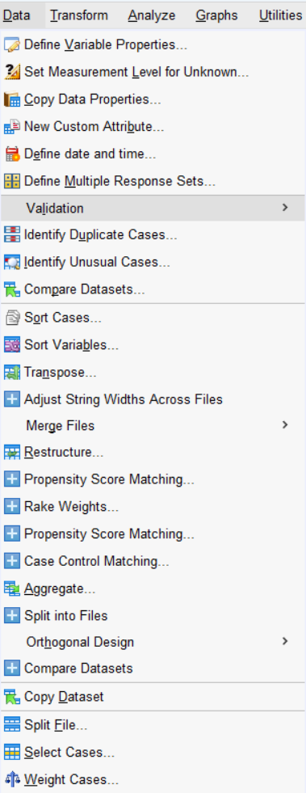 Data Transform Analyze Graphs Utilities
Define Variable Properties...
Set Measurement Level for Unknown...
Copy Data Properties...
New Custom Attribute...
Define date and time...
Define Multiple Response Sets...
Validation
Identify Duplicate Cases...
Identify Unusual Cases...
Compare Datasets...
Sort Cases...
Sort Variables...
Transpose...
Adjust String Widths Across Files
Merge Files
Restructure...
Propensity Score Matching...
Rake Weights...
Propensity Score Matching...
Case Control Matching...
Aggregate...
Split into Files
Orthogonal Design
Compare Datasets
Copy Dataset
Split File...
Select Cases...
Weight Cases...